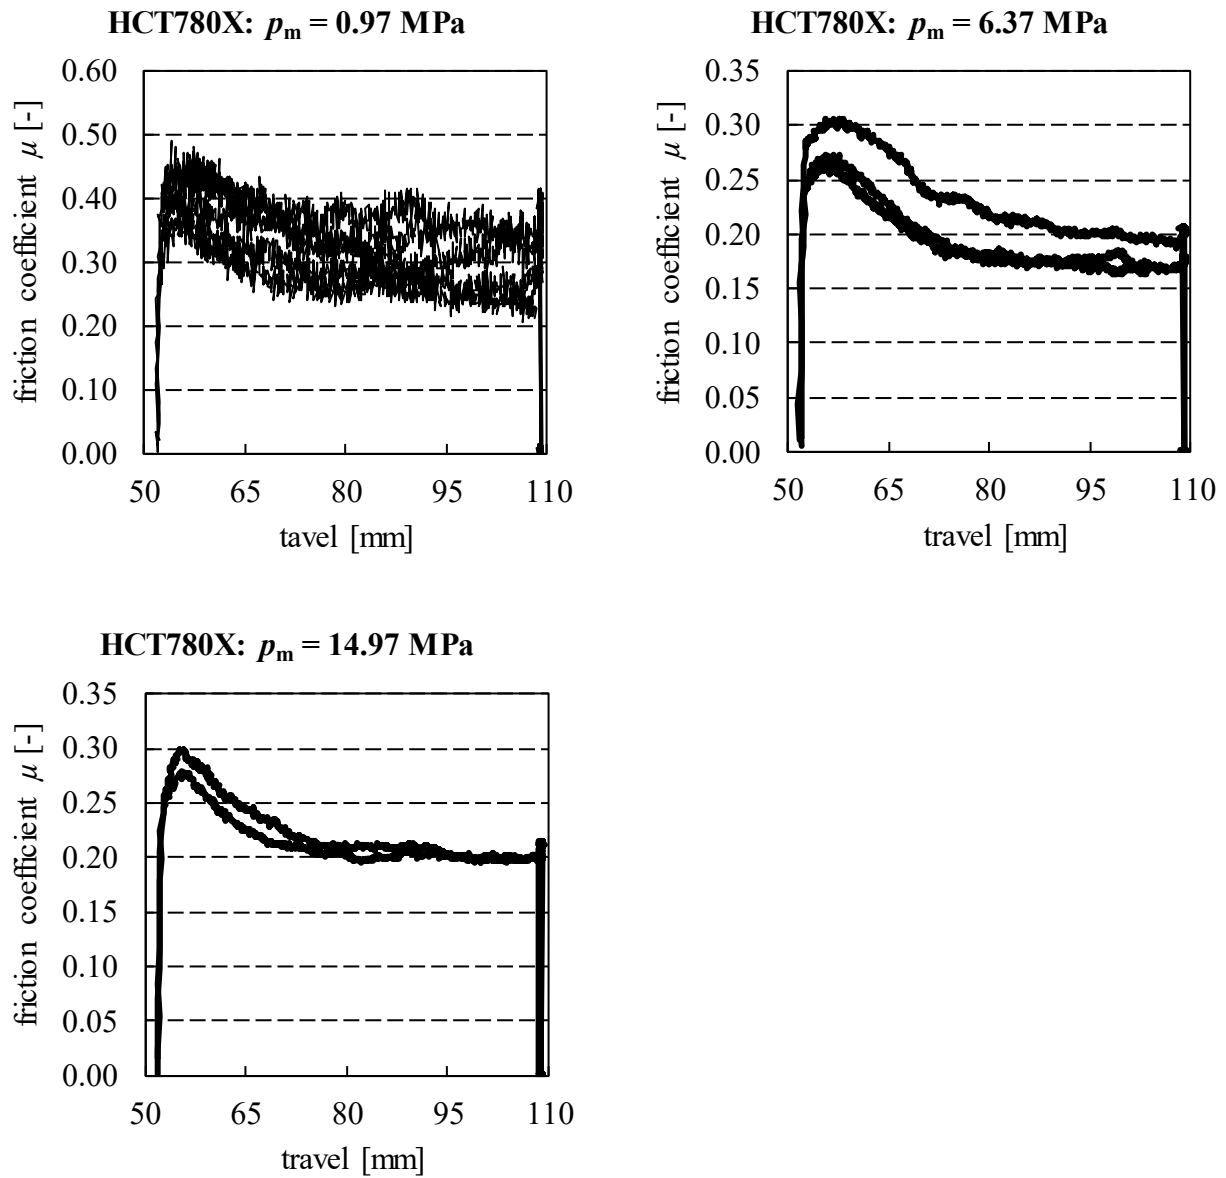 HCT780X: pm = 0.97 MPa
friction coefficient μ [-]
0.60
0.50
0.40
0.30
0.20
0.10
0.00
50 65 80 95 110
tavel [mm]
HCT780X: pm = 6.37 MPa
friction coefficient μ [-]
0.35
0.30
0.25
0.20
0.15
0.10
0.05
0.00
50 65 80 95 110
travel [mm]
HCT780X: pm = 14.97 MPa
friction coefficient μ [-]
0.35
0.30
0.25
0.20
0.15
0.10
0.05
0.00
50 65 80 95 110
travel [mm]